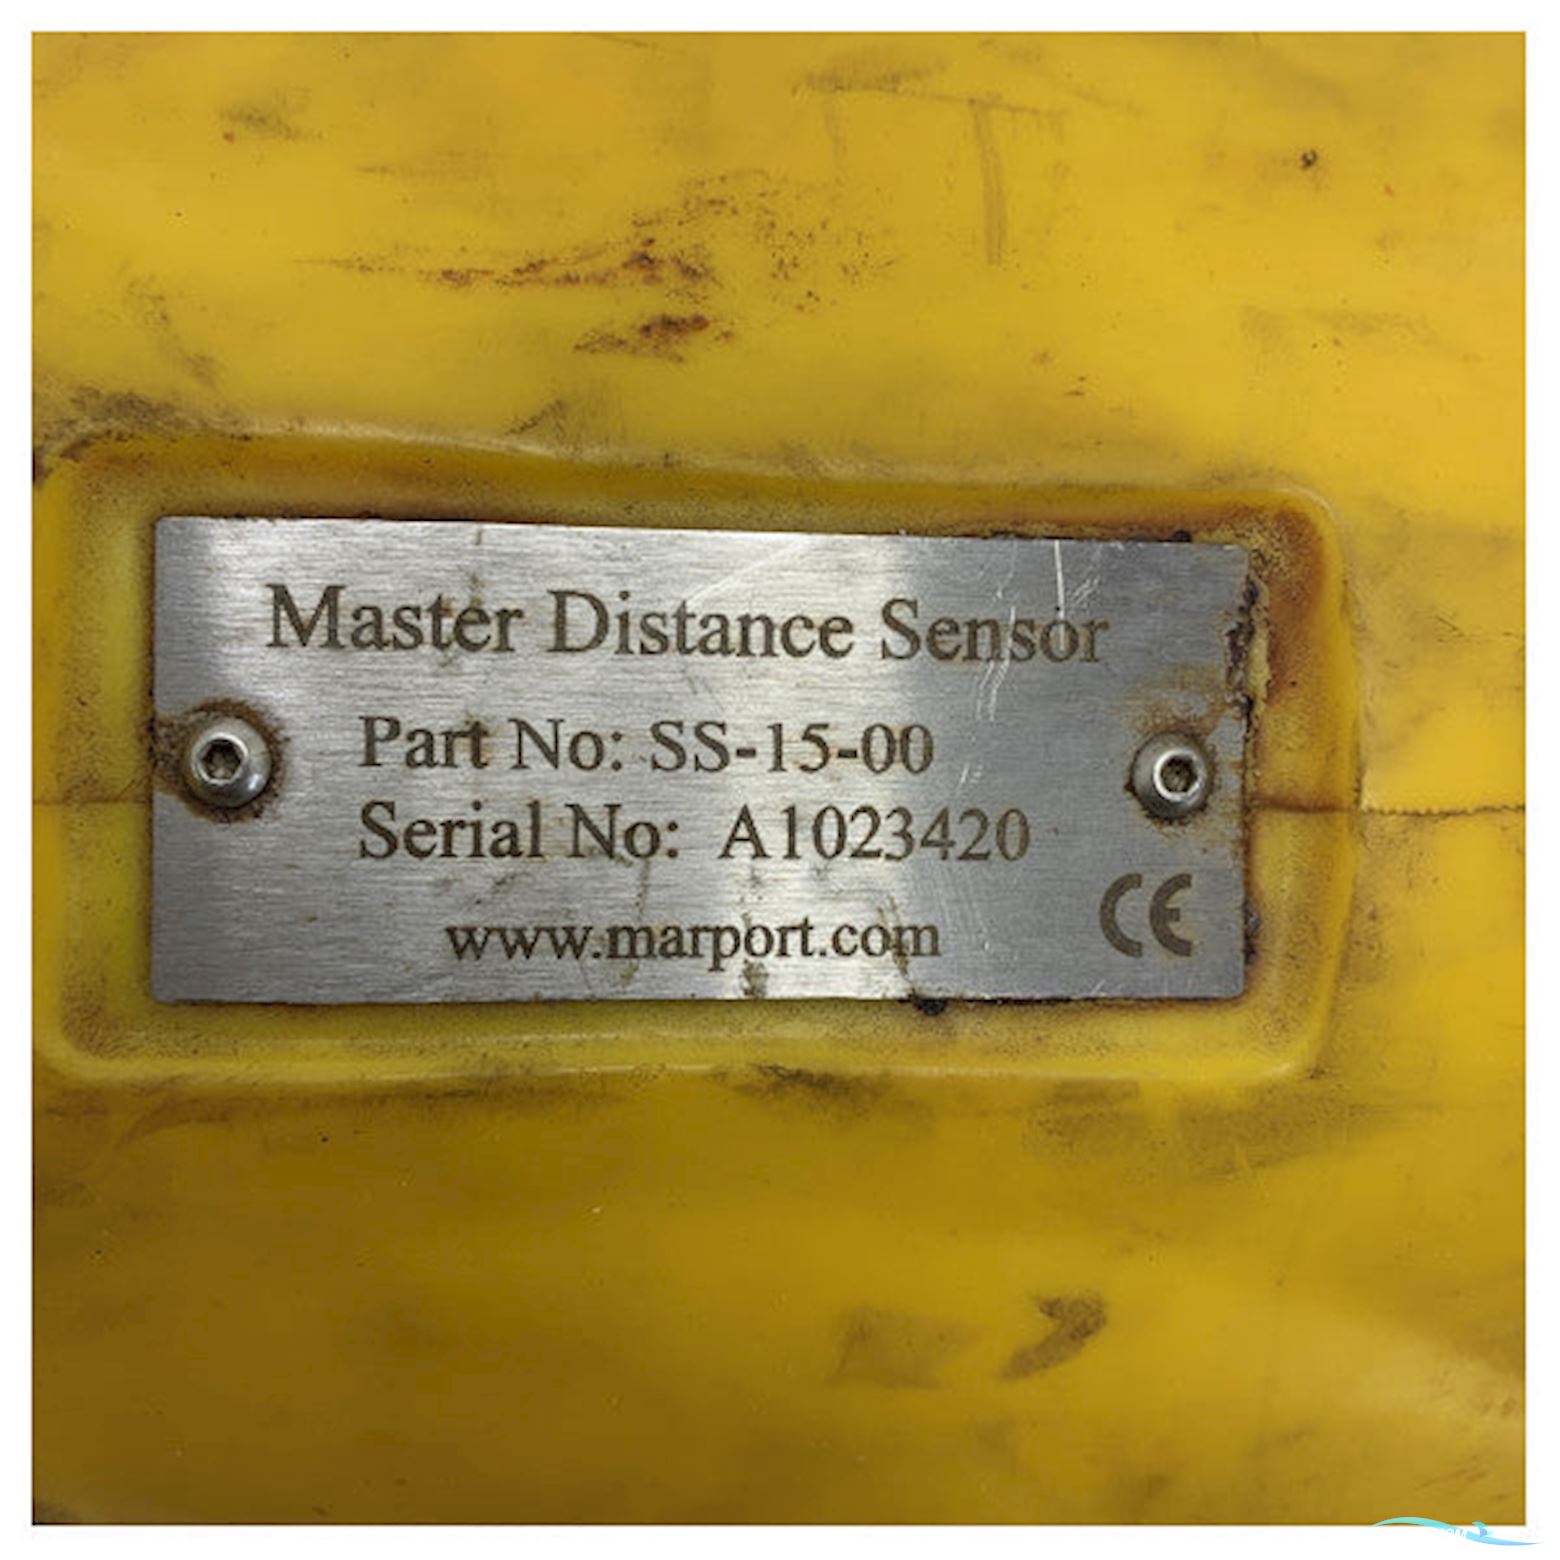 Master Distance Sensor
Part No: SS-15-00
Serial No: A1023420
CE
www.marport.com